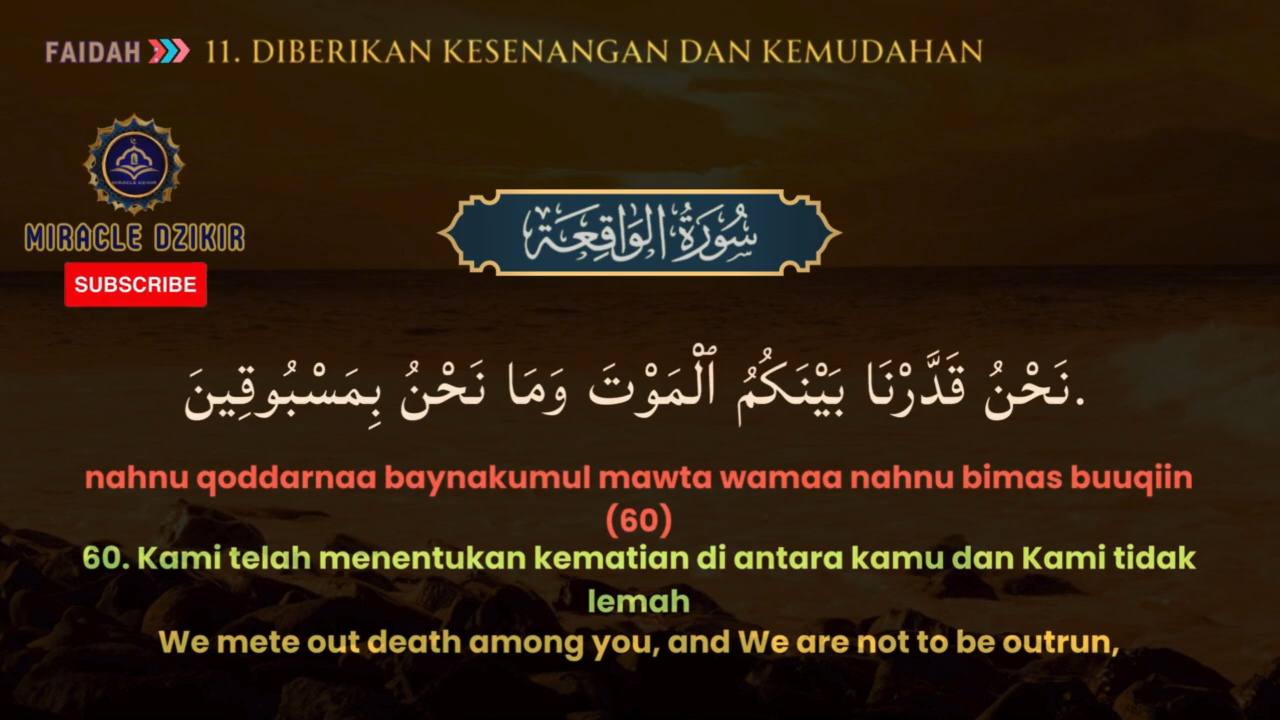 FAIDAH 11. DIBERIKAN KESENANGAN DAN KEMUDAHAN
MIRACLE DZIKIR
MIRACLE DZIKIR
SUBSCRIBE
سُورَةُ الوَاقِعَة
نَحْنُ قَدَّرْنَا بَيْنَكُمُ ٱلْمَوْتَ وَمَا نَحْنُ بِمَسْبُوقِينَ.
nahnu qoddarnaa baynakumul mawta wamaa nahnu bimas buuqiin
(60)
60. Kami telah menentukan kematian di antara kamu dan Kami tidak
lemah
We mete out death among you, and We are not to be outrun,